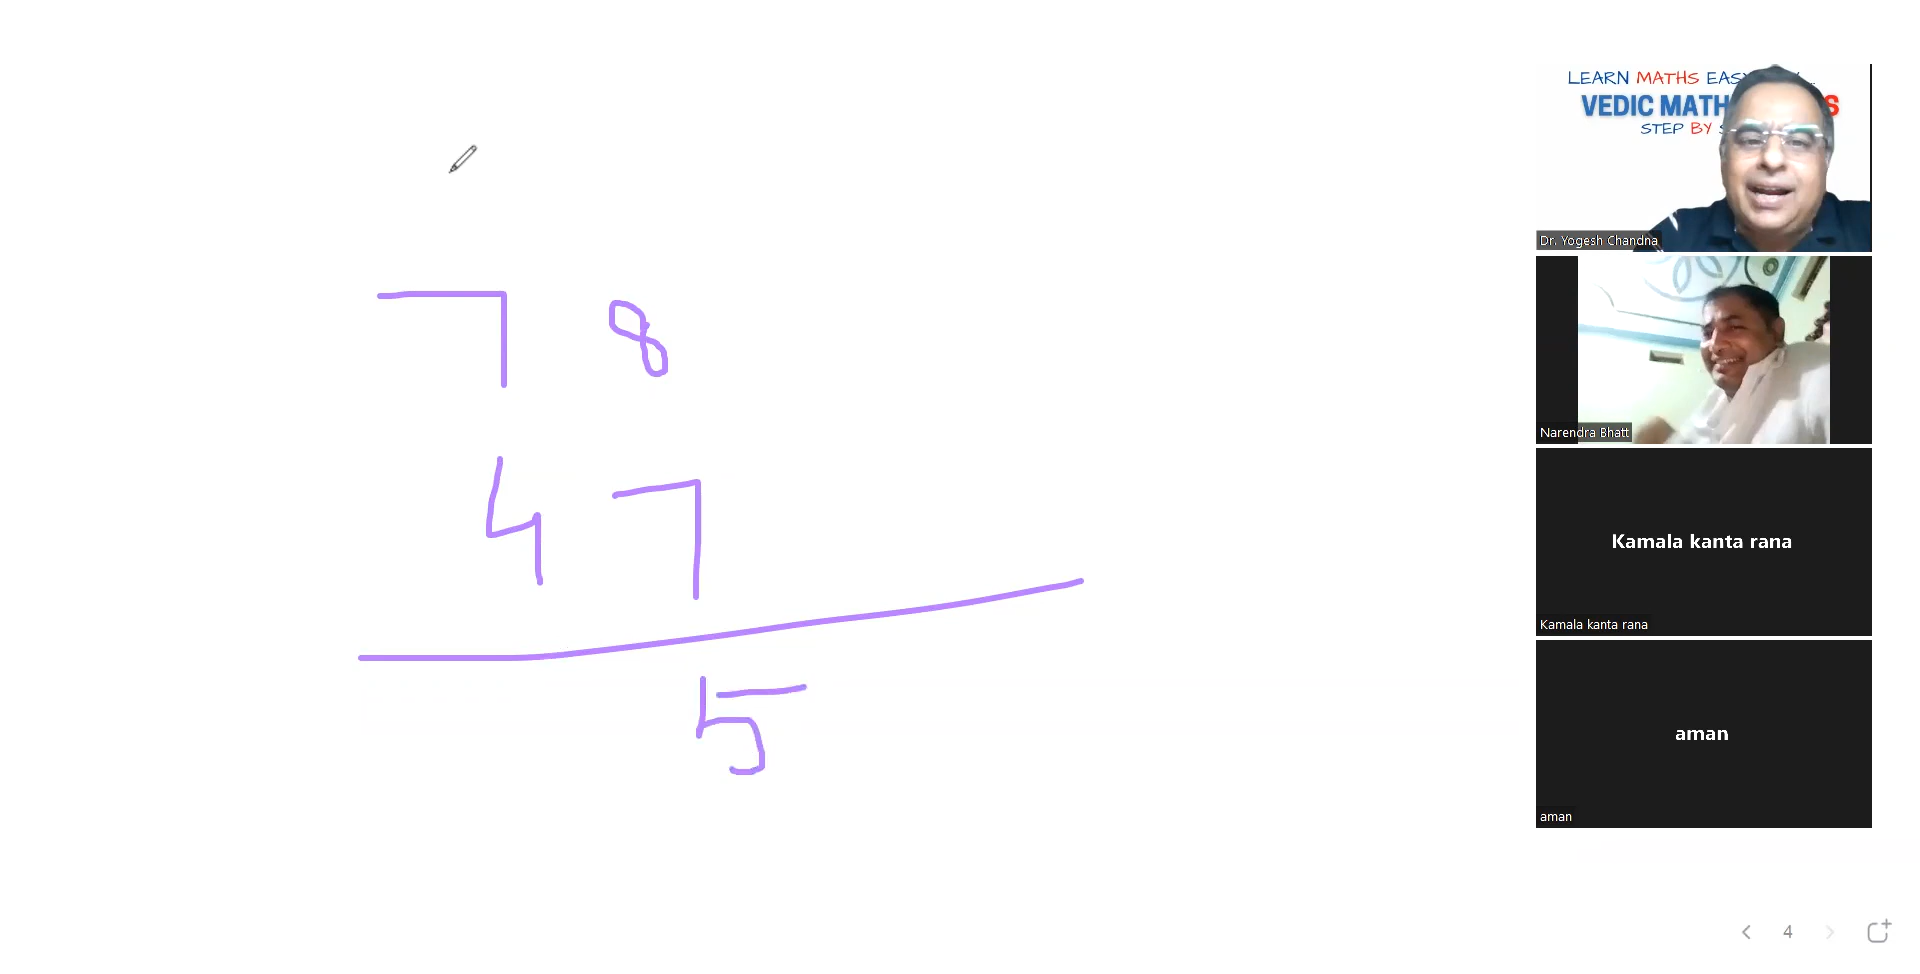 7 8
4 7
5
LEARN MATHS EAS
VEDIC MATH S
STEP BY S
Dr. Yogesh Chandna
Narendra Bhatt
Kamala kanta rana
Kamala kanta rana
aman
aman
4